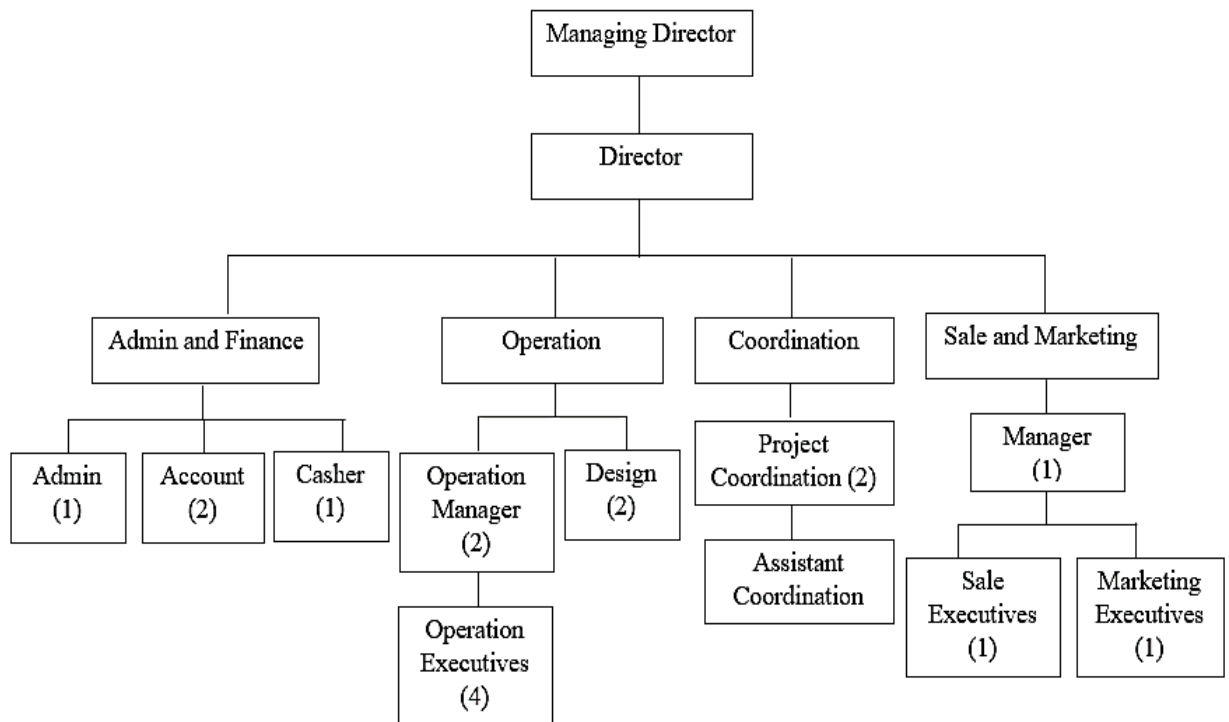 Managing Director
Director
Admin and Finance
Operation
Coordination
Sale and Marketing
Admin
(1)
Account
(2)
Casher
(1)
Operation
Manager
(2)
Design
(2)
Project
Coordination (2)
Manager
(1)
Operation
Executives
(4)
Assistant
Coordination
Sale
Executives
(1)
Marketing
Executives
(1)